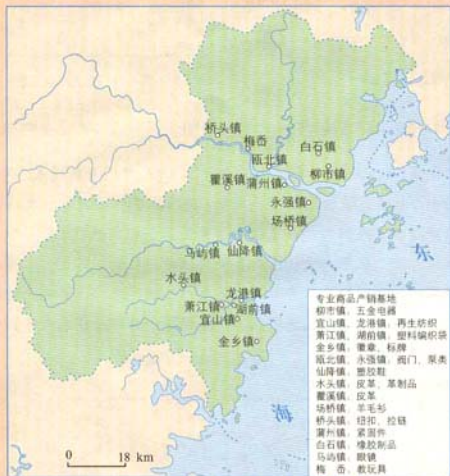 桥头镇
梅岙
瓯北镇
白石镇
柳市镇
瞿溪镇
蒲州镇
永强镇
场桥镇
马屿镇
仙降镇
水头镇
龙港镇
萧江镇
湖前镇
宜山镇
金乡镇
东
海
0 18 km
专业商品产销基地
柳市镇：五金电器
宜山镇、龙港镇：再生纺织
萧江镇、湖前镇：塑料编织袋
金乡镇：徽章、标牌
瓯北镇、永强镇：阀门、泵类
仙降镇：塑胶鞋
水头镇：皮革、革制品
瞿溪镇：皮革
场桥镇：羊毛衫
桥头镇：纽扣、拉链
蒲州镇：紧固件
白石镇：橡胶制品
马屿镇：眼镜
梅 岙：教玩具